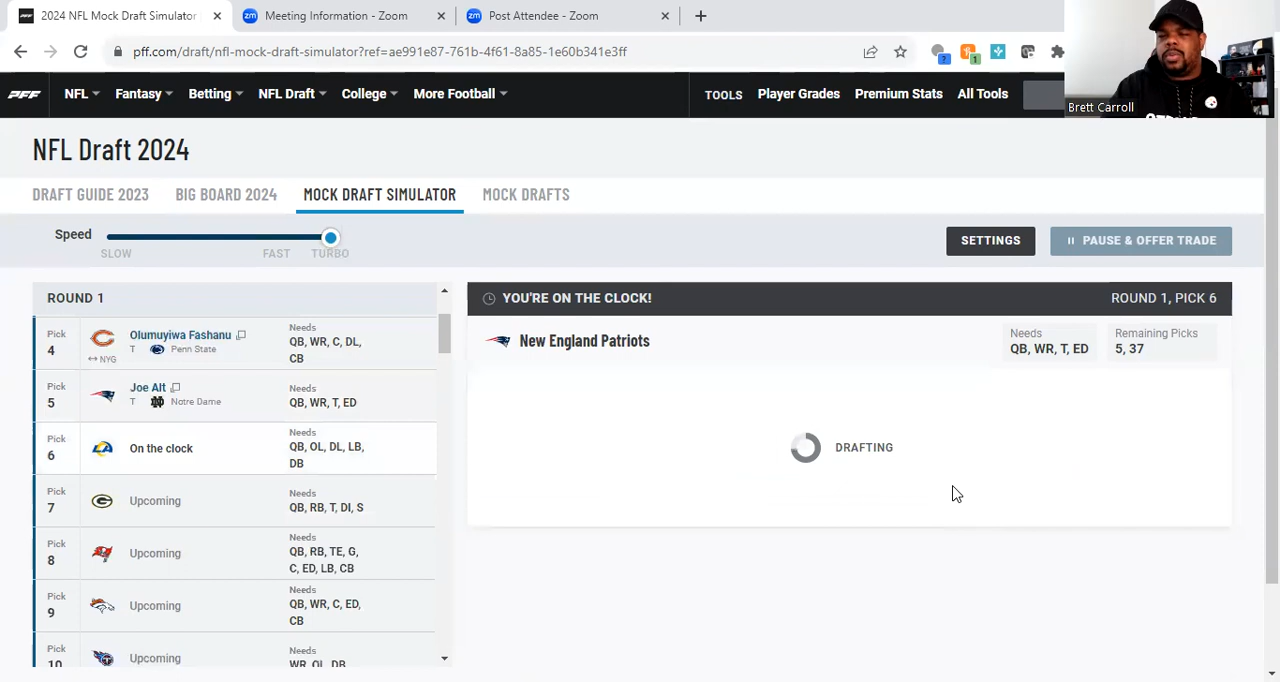 2024 NFL Mock Draft Simulator
Meeting Information - Zoom
Post Attendee - Zoom
pff.com/draft/nfl-mock-draft-simulator?ref=ae991e87-761b-4f61-8a85-1e60b341e3ff
Brett Carroll
PFF NFL Fantasy Betting NFL Draft College More Football TOOLS Player Grades Premium Stats All Tools
NFL Draft 2024
DRAFT GUIDE 2023 BIG BOARD 2024 MOCK DRAFT SIMULATOR MOCK DRAFTS
Speed
SLOW FAST TURBO
SETTINGS
PAUSE & OFFER TRADE
ROUND 1
Pick
4
↔ NYG
Olumuyiwa Fashanu
T Penn State
Needs
QB, WR, C, DL,
CB
Pick
5
Joe Alt
T Notre Dame
Needs
QB, WR, T, ED
Pick
6
On the clock
Needs
QB, OL, DL, LB,
DB
Pick
7
Upcoming
Needs
QB, RB, T, DI, S
Pick
8
Upcoming
Needs
QB, RB, TE, G,
C, ED, LB, CB
Pick
9
Upcoming
Needs
QB, WR, C, ED,
CB
Pick
10
Upcoming
Needs
WR, OL, DB
YOU'RE ON THE CLOCK!
ROUND 1, PICK 6
New England Patriots
Needs
QB, WR, T, ED
Remaining Picks
5, 37
DRAFTING